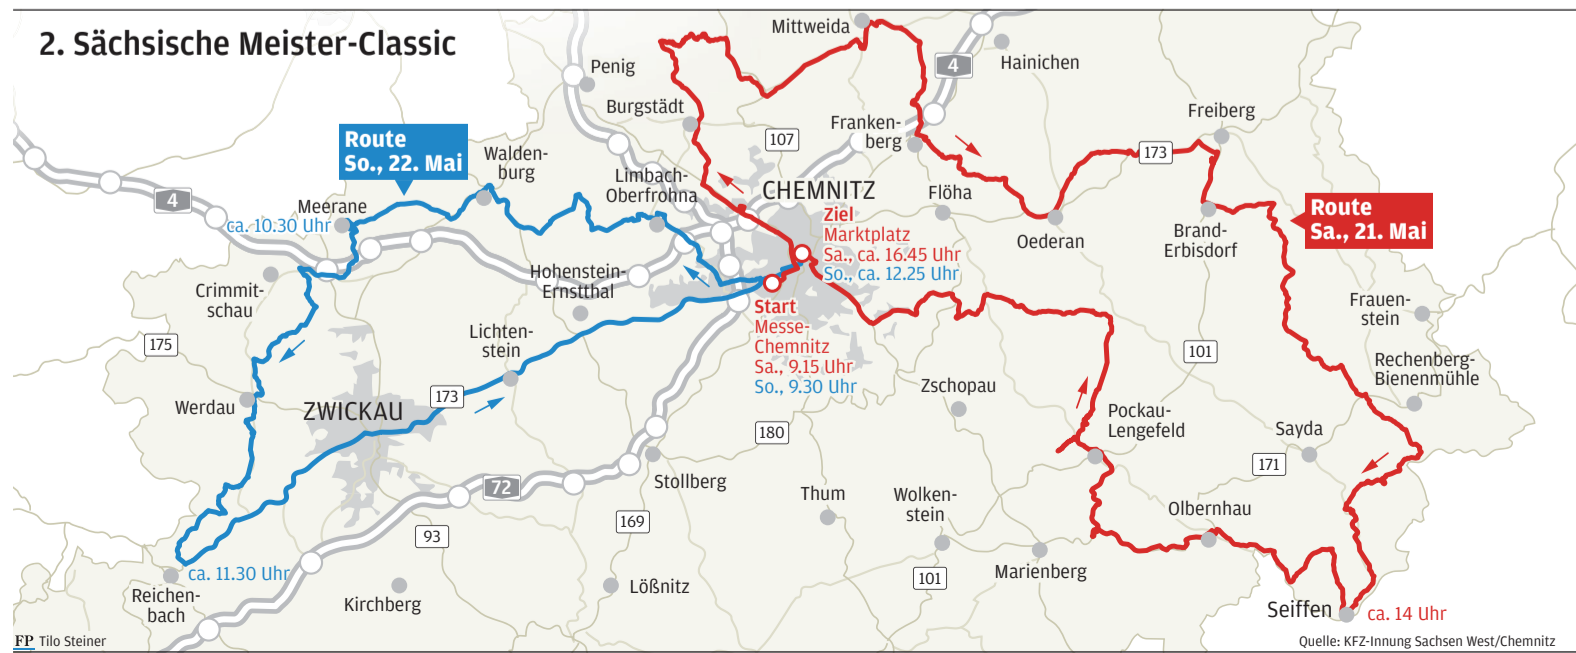 2. Sächsische Meister-Classic
Mittweida
4
Hainichen
Penig
Burgstädt
Franken-
berg
Freiberg
107
173
Route
So., 22. Mai
Walden-
burg
Limbach-
Oberfrohna
CHEMNITZ
Flöha
4
Meerane
ca. 10.30 Uhr
Ziel
Marktplatz
Sa., ca. 16.45 Uhr
So., ca. 12.25 Uhr
Oederan
Brand-
Erbisdorf
Route
Sa., 21. Mai
Crimmit-
schau
Hohenstein-
Ernstthal
Start
Messe-
Chemnitz
Sa., 9.15 Uhr
So., 9.30 Uhr
Frauen-
stein
175
Lichten-
stein
101
Rechenberg-
Bienenmühle
Werdau
ZWICKAU
173
Zschopau
Pockau-
Lengefeld
180
Sayda
171
72
Stollberg
Thum
Wolken-
stein
Olbernhau
93
169
ca. 11.30 Uhr
Reichen-
bach
Kirchberg
Lößnitz
101
Marienberg
Seiffen
ca. 14 Uhr
FP Tilo Steiner
Quelle: KFZ-Innung Sachsen West/Chemnitz